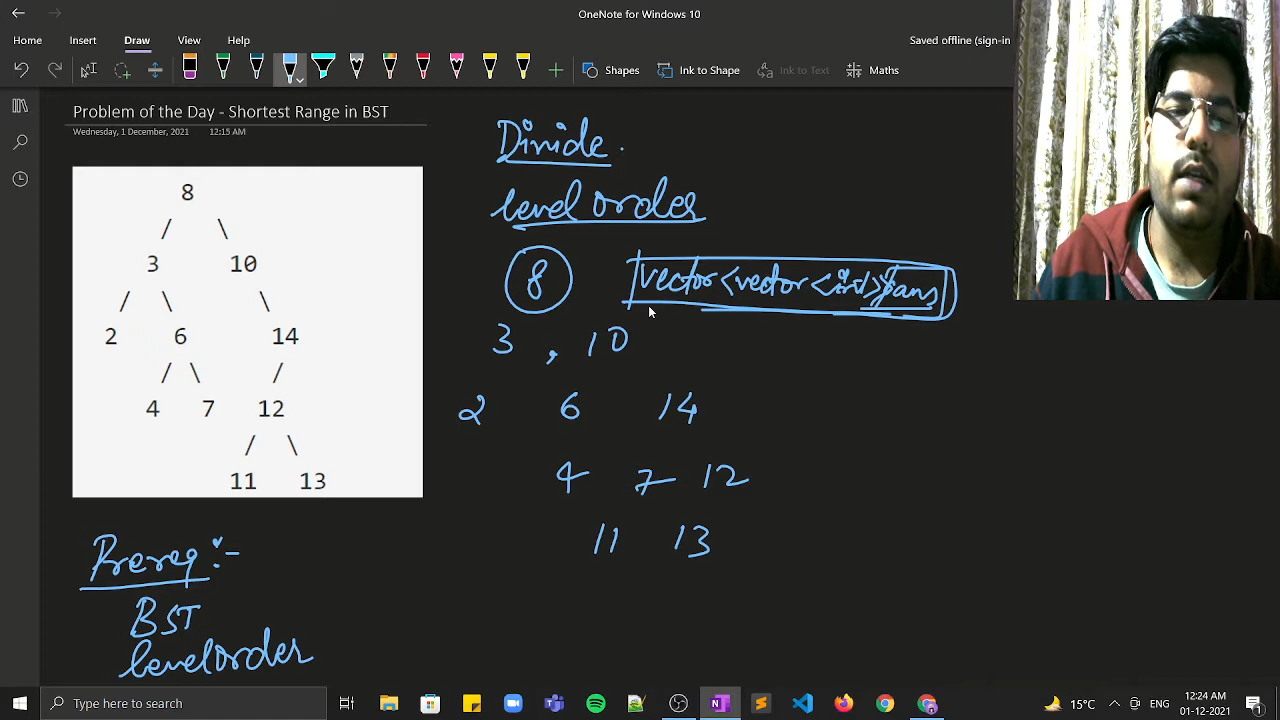 OneNote for Windows 10
Home Insert Draw View Help
Saved offline (sign-in
Shapes Ink to Shape Ink to Text Maths
Problem of the Day - Shortest Range in BST
Wednesday, 1 December, 2021 12:15 AM
8
/ \
3 10
/ \ \
2 6 14
/ \ /
4 7 12
/ \
11 13
Prereq :-
BST
level order
Divide.
level order
8 vector<vector<int>>ans
3 , 10
2 6 14
4 7 12
11 13
Type here to search
15°C ENG 12:24 AM
01-12-2021